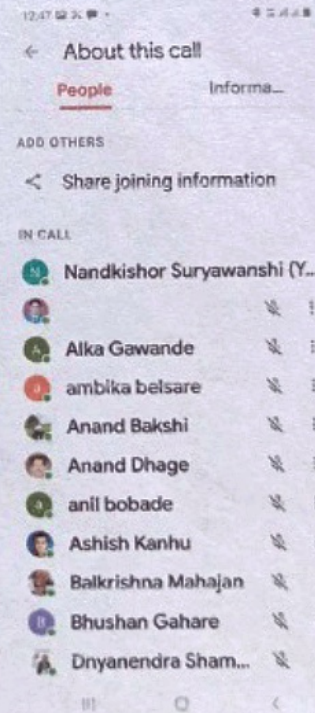 12:47
About this call
People Informa...
ADD OTHERS
Share joining information
IN CALL
N Nandkishor Suryawanshi (Y...
A Alka Gawande
a ambika belsare
Anand Bakshi
Anand Dhage
a anil bobade
Ashish Kanhu
Balkrishna Mahajan
B Bhushan Gahare
Dnyanendra Sham...